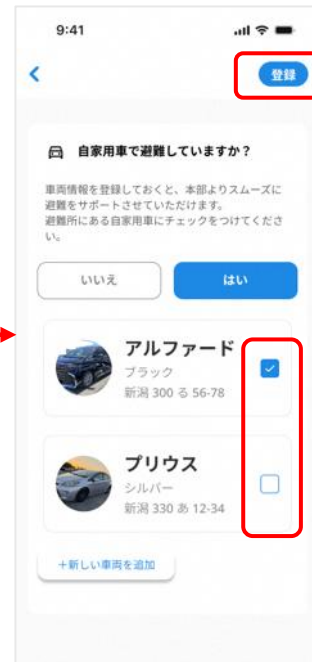 9:41
登録
自家用車で避難していますか？
車両情報を登録しておくと、本部よりスムーズに
避難をサポートさせていただけます。
避難所にある自家用車にチェックをつけてくださ
い。
いいえ
はい
アルファード
ブラック
新潟 300 る 56-78
プリウス
シルバー
新潟 330 あ 12-34
+新しい車両を追加